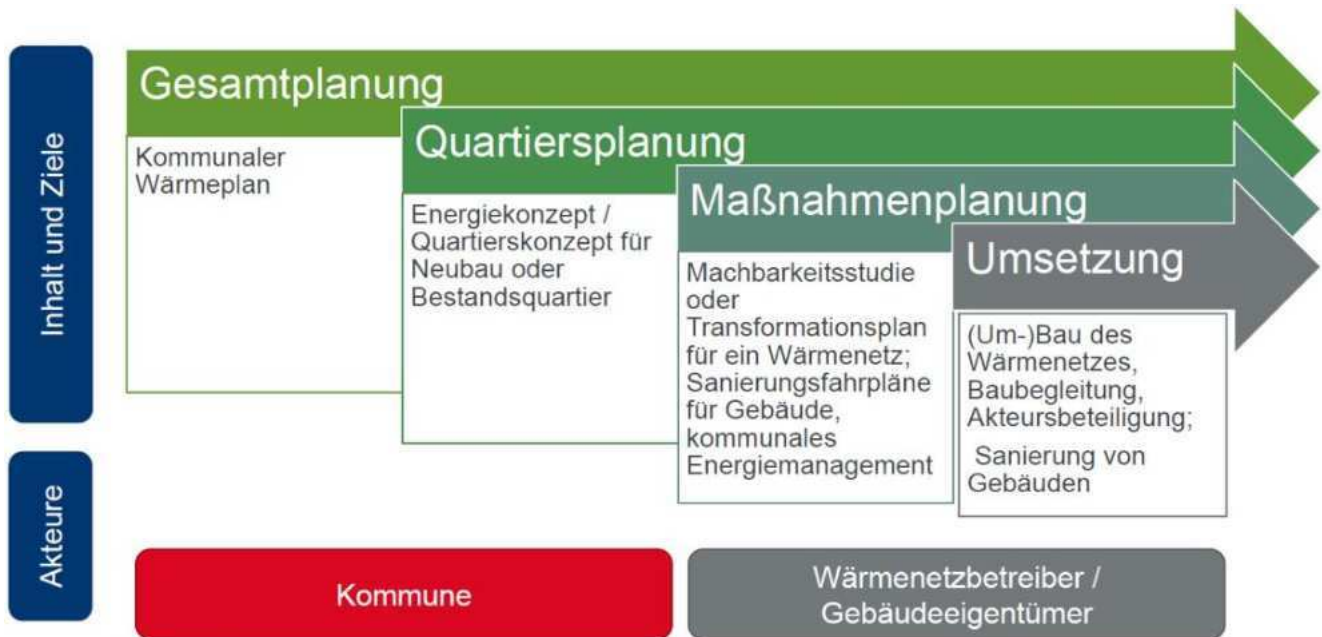 Inhalt und Ziele
Gesamtplanung
Kommunaler
Wärmeplan
Quartiersplanung
Energiekonzept /
Quartierskonzept für
Neubau oder
Bestandsquartier
Maßnahmenplanung
Machbarkeitsstudie
oder
Transformationsplan
für ein Wärmenetz;
Sanierungsfahrpläne
für Gebäude,
kommunales
Energiemanagement
Umsetzung
(Um-)Bau des
Wärmenetzes,
Baubegleitung,
Akteursbeteiligung;
Sanierung von
Gebäuden
Akteure
Kommune
Wärmenetzbetreiber /
Gebäudeeigentümer